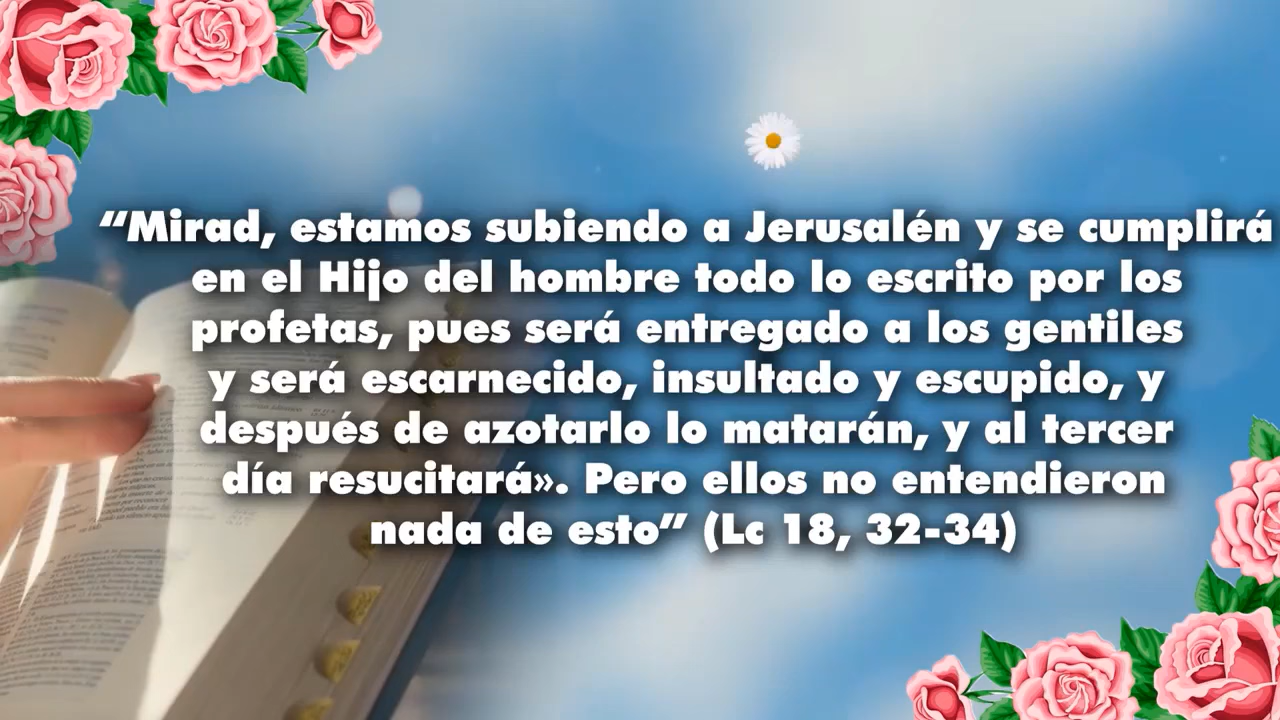 “Mirad, estamos subiendo a Jerusalén y se cumplirá
en el Hijo del hombre todo lo escrito por los
profetas, pues será entregado a los gentiles
y será escarnecido, insultado y escupido, y
después de azotarlo lo matarán, y al tercer
día resucitará». Pero ellos no entendieron
nada de esto” (Lc 18, 32-34)